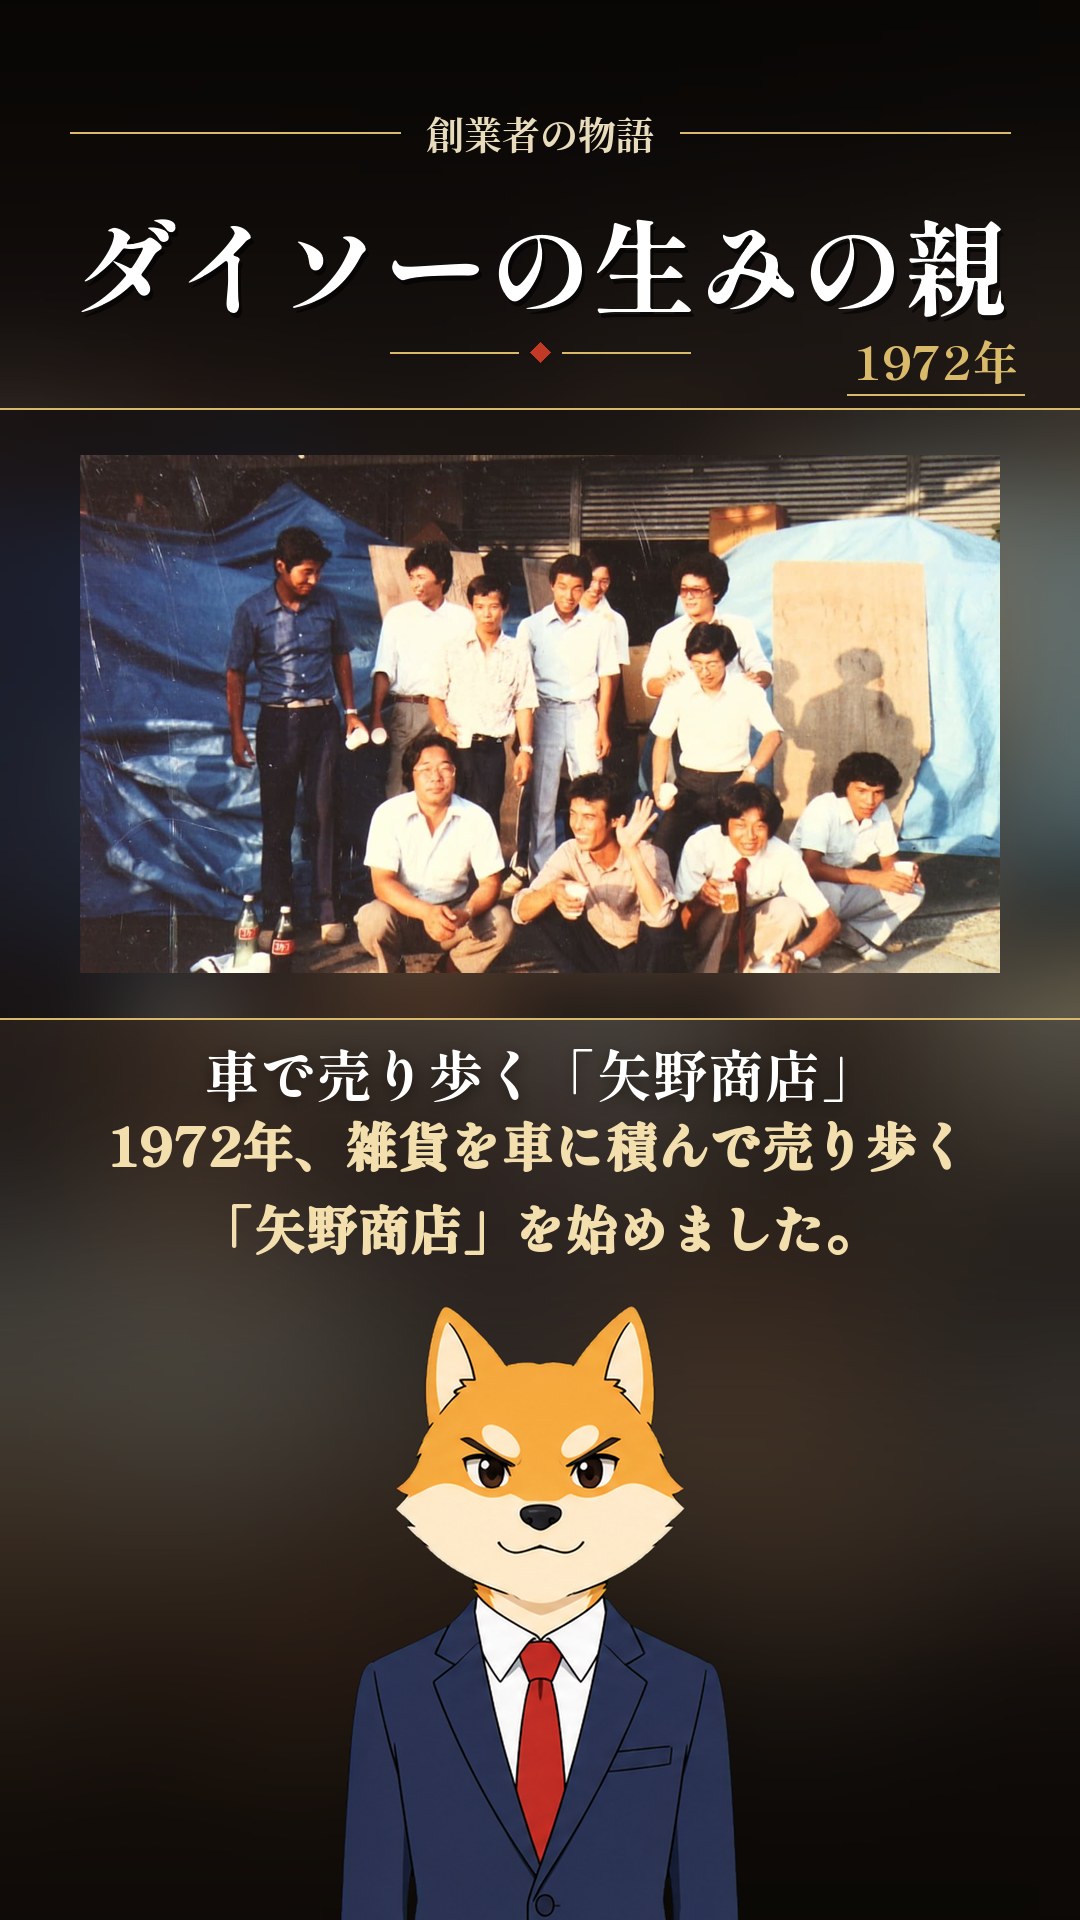 創業者の物語
ダイソーの生みの親
1972年
車で売り歩く「矢野商店」
1972年、雑貨を車に積んで売り歩く
「矢野商店」を始めました。